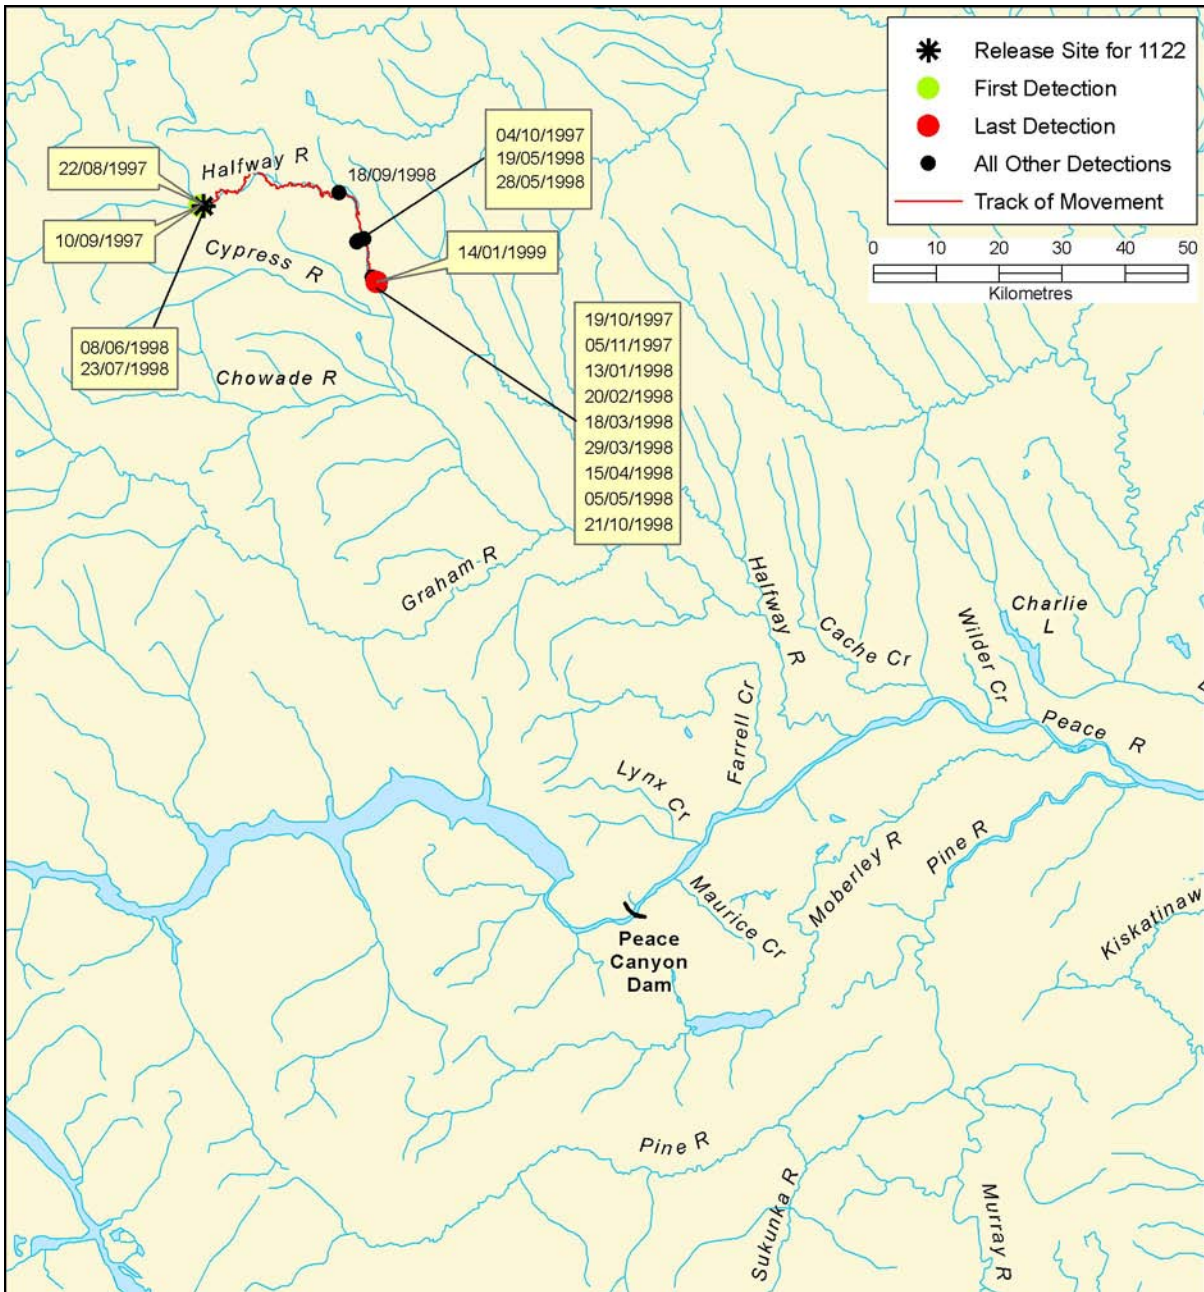 Release Site for 1122
First Detection
Last Detection
All Other Detections
Track of Movement
0 10 20 30 40 50
Kilometres
04/10/1997
19/05/1998
28/05/1998
22/08/1997
Halfway R
18/09/1998
10/09/1997
Cypress R
14/01/1999
08/06/1998
23/07/1998
Chowade R
19/10/1997
05/11/1997
13/01/1998
20/02/1998
18/03/1998
29/03/1998
15/04/1998
05/05/1998
21/10/1998
Graham R
Halfway R
Cache Cr
Wilder Cr
Charlie
L
Peace R
Farrell Cr
Lynx Cr
Moberley R
Pine R
Maurice Cr
Kiskatinaw
Peace
Canyon
Dam
Pine R
Sukunka R
Murray R